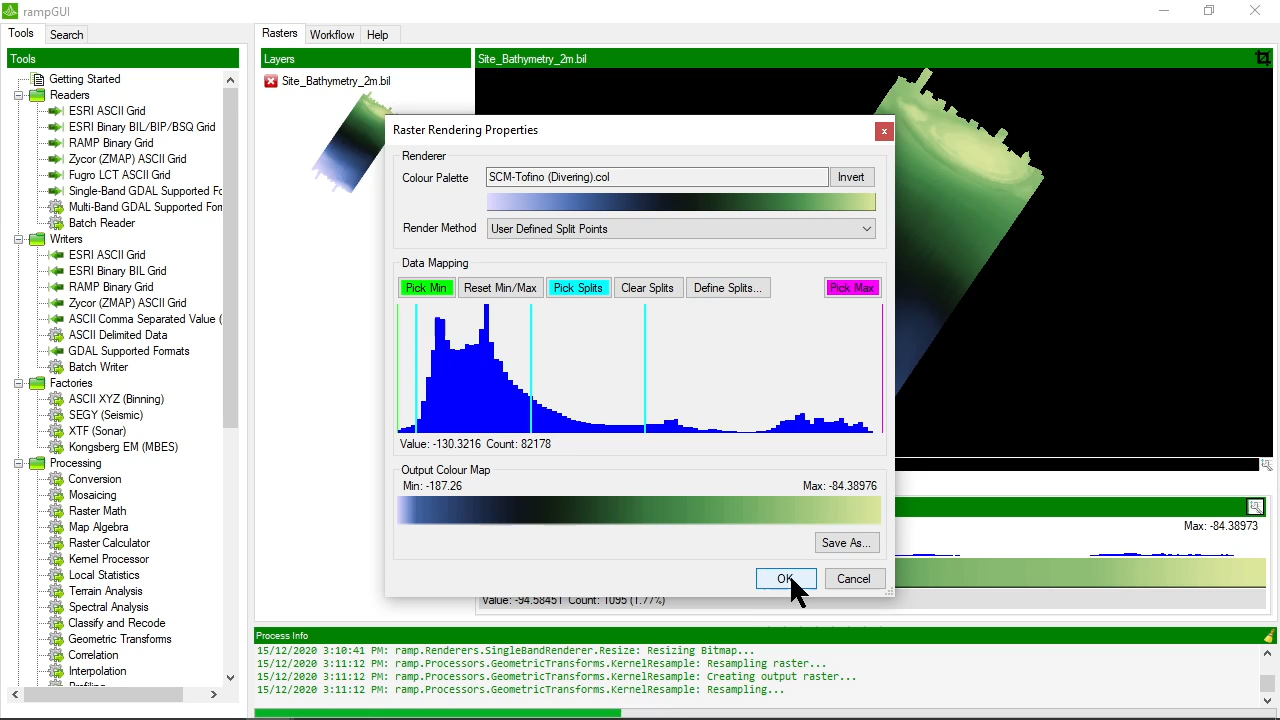 rampGUI
Tools Search
Rasters Workflow Help
Tools
Layers
Site_Bathymetry_2m.bil
Getting Started
Readers
ESRI ASCII Grid
ESRI Binary BIL/BIP/BSQ Grid
RAMP Binary Grid
Zycor (ZMAP) ASCII Grid
Fugro LCT ASCII Grid
Single-Band GDAL Supported Fo
Multi-Band GDAL Supported Fon
Batch Reader
Writers
ESRI ASCII Grid
ESRI Binary BIL Grid
RAMP Binary Grid
Zycor (ZMAP) ASCII Grid
ASCII Comma Separated Value (
ASCII Delimited Data
GDAL Supported Formats
Batch Writer
Factories
ASCII XYZ (Binning)
SEGY (Seismic)
XTF (Sonar)
Kongsberg EM (MBES)
Processing
Conversion
Mosaicing
Raster Math
Map Algebra
Raster Calculator
Kernel Processor
Local Statistics
Terrain Analysis
Spectral Analysis
Classify and Recode
Geometric Transforms
Correlation
Interpolation
Site_Bathymetry_2m.bil
Raster Rendering Properties
Renderer
Colour Palette SCM-Tofino (Divering).col Invert
Render Method User Defined Split Points
Data Mapping
Pick Min Reset Min/Max Pick Splits Clear Splits Define Splits... Pick Max
Value: -130.3216 Count: 82178
Output Colour Map
Min: -187.26 Max: -84.38976
Save As...
OK Cancel
Max: -84.38973
Value: -94.58451 Count: 1095 (1.77%)
Process Info
15/12/2020 3:10:41 PM: ramp.Renderers.SingleBandRenderer.Resize: Resizing Bitmap...
15/12/2020 3:11:12 PM: ramp.Processors.GeometricTransforms.KernelResample: Resampling raster...
15/12/2020 3:11:12 PM: ramp.Processors.GeometricTransforms.KernelResample: Creating output raster...
15/12/2020 3:11:12 PM: ramp.Processors.GeometricTransforms.KernelResample: Resampling...